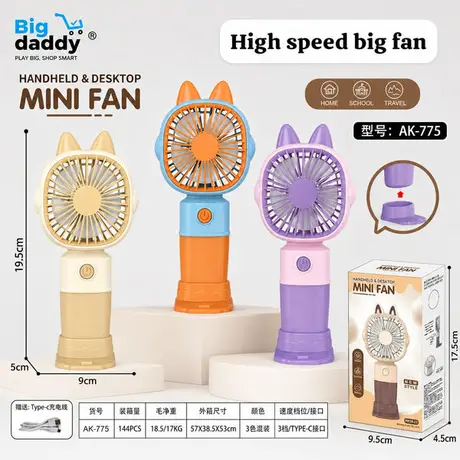 Big
daddy®
PLAY BIG, SHOP SMART
High speed big fan
HANDHELD & DESKTOP
MINI FAN
HOME
SCHOOL
TRAVEL
型号：AK-775
19.5cm
5cm
9cm
HANDHELD & DESKTOP
MINI FAN
STYLE
17.5cm
9.5cm
4.5cm
赠送：Type-c充电线
货号 装箱量 毛净重 外箱尺寸 颜色 速度档位/接口
AK-775 144PCS 18.5/17KG 57X38.5X53cm 3色混装 3档/TYPE-C接口